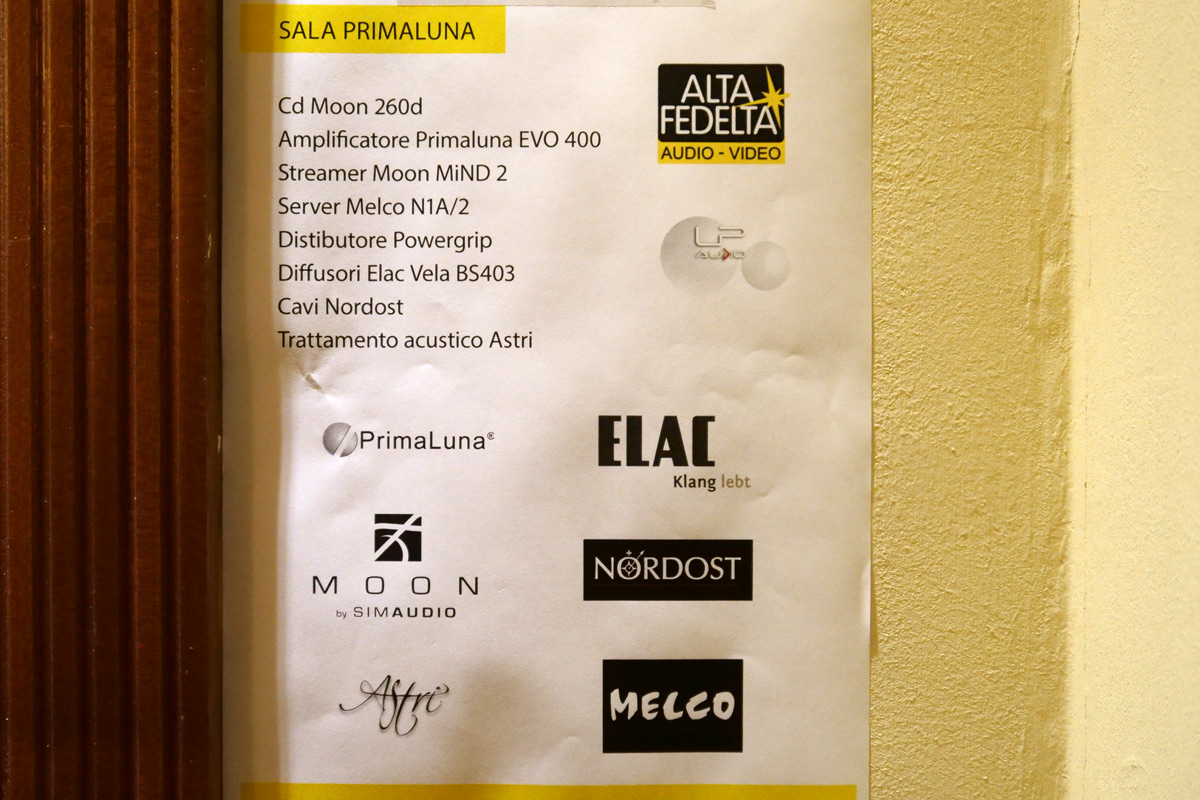 SALA PRIMALUNA
Cd Moon 260d
Amplificatore Primaluna EVO 400
Streamer Moon MiND 2
Server Melco N1A/2
Distibutore Powergrip
Diffusori Elac Vela BS403
Cavi Nordost
Trattamento acustico Astri
ALTA
FEDELTA'
AUDIO - VIDEO
LP
AUDIO
PrimaLuna®
ELAC
Klang lebt
MOON
by SIMAUDIO
NORDOST
Astri
MELCO